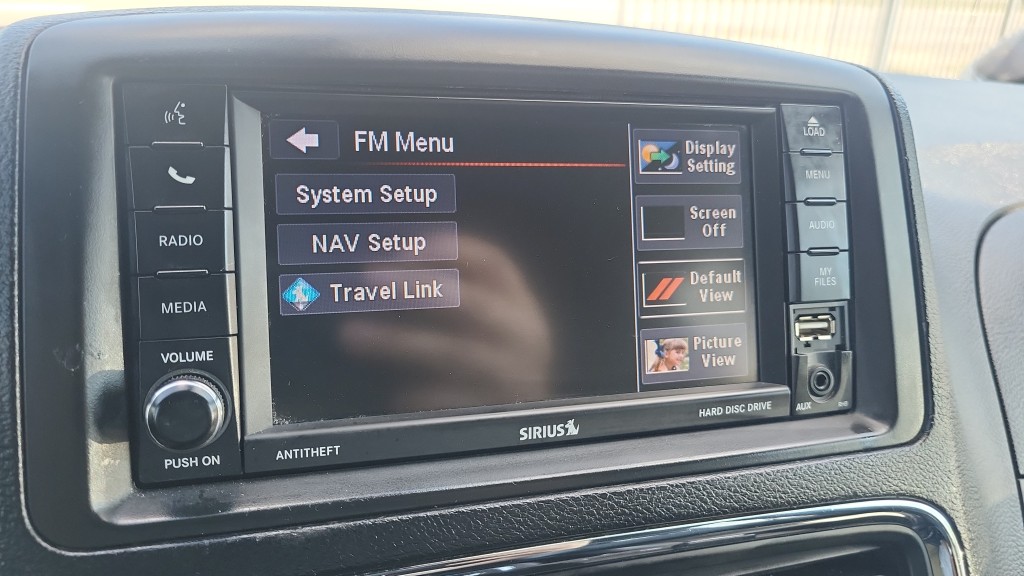 FM Menu
System Setup
NAV Setup
Travel Link
Display
Setting
Screen
Off
Default
View
Picture
View
RADIO
MEDIA
VOLUME
PUSH ON
LOAD
MENU
AUDIO
MY
FILES
AUX
ANTITHEFT
SIRIUS
HARD DISC DRIVE